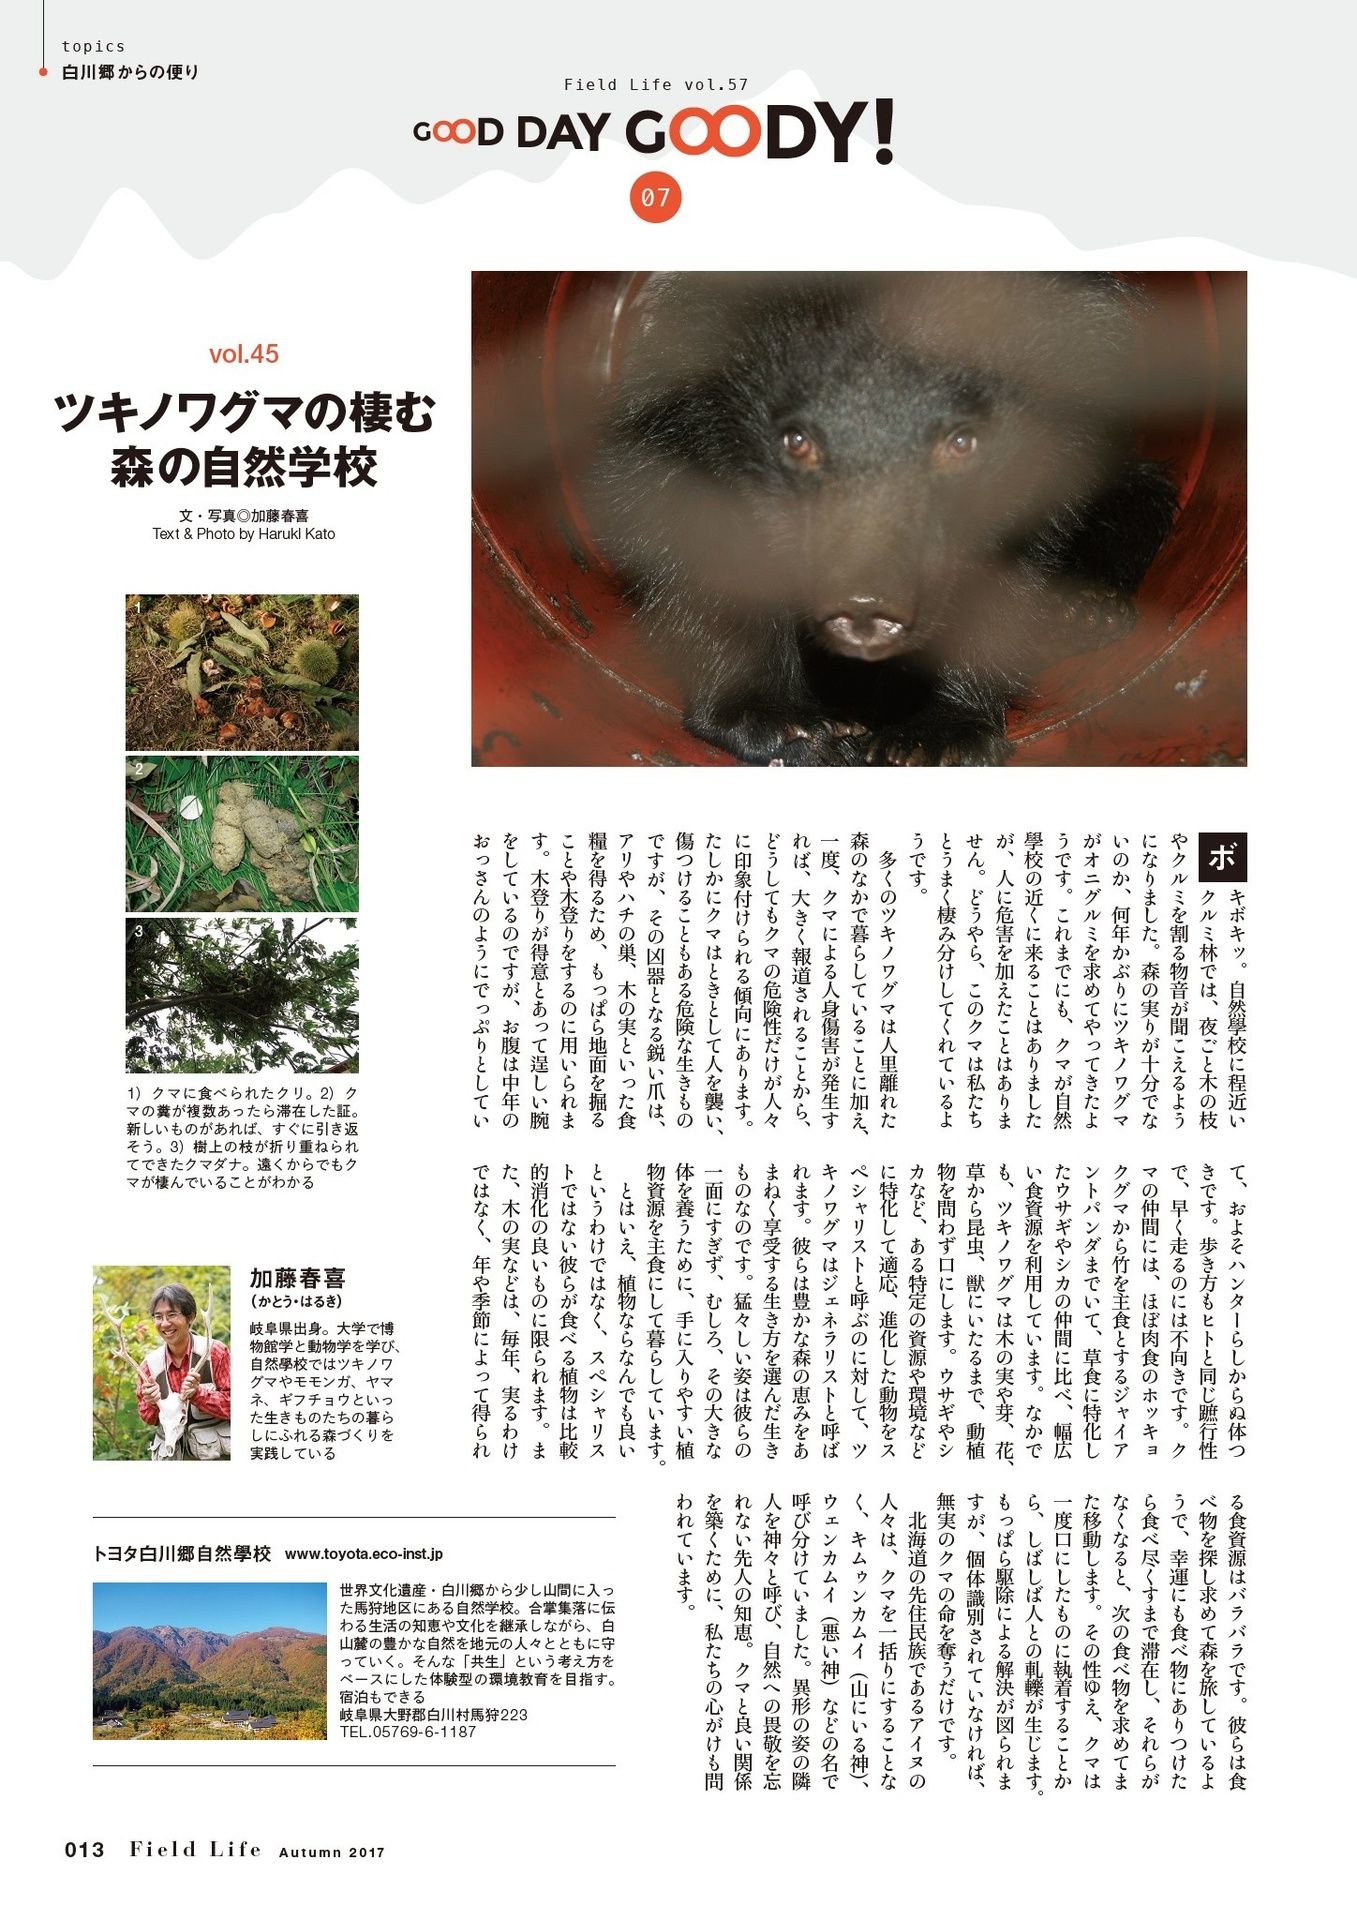 topics
白川郷からの便り
Field Life vol.57
GOOD DAY GOODY!
07
vol.45
ツキノワグマの棲む
森の自然学校
文・写真◎加藤春喜
Text & Photo by Haruki Kato
1
2
3
1）クマに食べられたクリ。2）ク
マの糞が複数あったら滞在した証。
新しいものがあれば、すぐに引き返
そう。3）樹上の枝が折り重ねられ
てできたクマダナ。遠くからでもク
マが棲んでいることがわかる
ボキボキッ。自然學校に程近い
クルミ林では、夜ごと木の枝
やクルミを割る物音が聞こえるよう
になりました。森の実りが十分でな
いのか、何年かぶりにツキノワグマ
がオニグルミを求めてやってきたよ
うです。これまでにも、クマが自然
學校の近くに来ることはありました
が、人に危害を加えたことはありま
せん。どうやら、このクマは私たち
とうまく棲み分けしてくれているよ
うです。
多くのツキノワグマは人里離れた
森のなかで暮らしていることに加え、
一度、クマによる人身傷害が発生す
れば、大きく報道されることから、
どうしてもクマの危険性だけが人々
に印象付けられる傾向にあります。
たしかにクマはときとして人を襲い、
傷つけることもある危険な生きもの
ですが、その凶器となる鋭い爪は、
アリやハチの巣、木の実といった食
糧を得るため、もっぱら地面を掘る
ことや木登りをするのに用いられま
す。木登りが得意とあって逞しい腕
をしているのですが、お腹は中年の
おっさんのようにでっぷりとしてい
て、およそハンターらしからぬ体つ
きです。歩き方もヒトと同じ蹠行性
で、早く走るのには不向きです。ク
マの仲間には、ほぼ肉食のホッキョ
クグマから竹を主食とするジャイア
ントパンダまでいて、草食に特化し
たウサギやシカの仲間に比べ、幅広
い食資源を利用しています。なかで
も、ツキノワグマは木の実や芽、花、
草から昆虫、獣にいたるまで、動植
物を問わず口にします。ウサギやシ
カなど、ある特定の資源や環境など
に特化して適応、進化した動物をス
ペシャリストと呼ぶのに対して、ツ
キノワグマはジェネラリストと呼ば
れます。彼らは豊かな森の恵みをあ
まねく享受する生き方を選んだ生き
ものなのです。猛々しい姿は彼らの
一面にすぎず、むしろ、その大きな
体を養うために、手に入りやすい植
物資源を主食にして暮らしています。
とはいえ、植物ならなんでも良い
というわけではなく、スペシャリス
トではない彼らが食べる植物は比較
的消化の良いものに限られます。ま
た、木の実などは、毎年、実るわけ
ではなく、年や季節によって得られ
る食資源はバラバラです。彼らは食
べ物を探し求めて森を旅しているよ
うで、幸運にも食べ物にありつけた
ら食べ尽くすまで滞在し、それらが
なくなると、次の食べ物を求めてま
た移動します。その性ゆえ、クマは
一度口にしたものに執着することか
ら、しばしば人との軋轢が生じます。
もっぱら駆除による解決が図られま
すが、個体識別されていなければ、
無実のクマの命を奪うだけです。
北海道の先住民族であるアイヌの
人々は、クマを一括りにすることな
く、キムゥンカムイ（山にいる神）、
ウェンカムイ（悪い神）などの名で
呼び分けていました。異形の姿の隣
人を神々と呼び、自然への畏敬を忘
れない先人の知恵。クマと良い関係
を築くために、私たちの心がけも問
われています。
加藤春喜
（かとう・はるき）
岐阜県出身。大学で博
物館学と動物学を学び、
自然學校ではツキノワ
グマやモモンガ、ヤマ
ネ、ギフチョウといっ
た生きものたちの暮ら
しにふれる森づくりを
実践している
トヨタ白川郷自然學校 www.toyota.eco-inst.jp
世界文化遺産・白川郷から少し山間に入っ
た馬狩地区にある自然学校。合掌集落に伝
わる生活の知恵や文化を継承しながら、白
山麓の豊かな自然を地元の人々とともに守
っていく。そんな「共生」という考え方を
ベースにした体験型の環境教育を目指す。
宿泊もできる
岐阜県大野郡白川村馬狩223
TEL.05769-6-1187
013 Field Life Autumn 2017